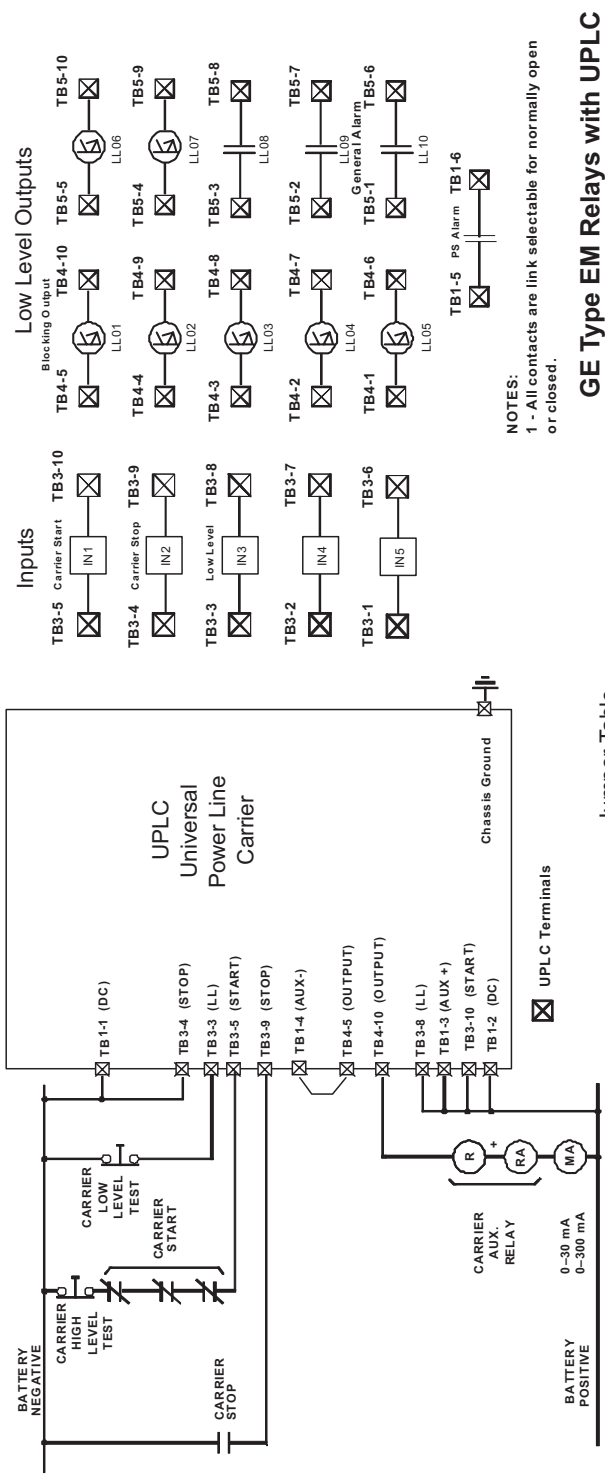 BATTERY
NEGATIVE
CARRIER
HIGH
LEVEL
TEST
CARRIER
LOW
LEVEL
TEST
CARRIER
START
CARRIER
STOP
TB1-1 (DC)
TB3-4 (STOP)
TB3-3 (LL)
TB3-5 (START)
TB3-9 (STOP)
TB1-4 (AUX-)
TB4-5 (OUTPUT)
TB4-10 (OUTPUT)
TB3-8 (LL)
TB1-3 (AUX +)
TB3-10 (START)
TB1-2 (DC)
UPLC
Universal
Power Line
Carrier
Chassis Ground
R
+
RA
MA
CARRIER
AUX.
RELAY
0–30 mA
0–300 mA
BATTERY
POSITIVE
UPLC Terminals
Inputs
TB3-5 Carrier Start TB3-10
IN1
TB3-4 Carrier Stop TB3-9
IN2
TB3-3 Low Level TB3-8
IN3
TB3-2 TB3-7
IN4
TB3-1 TB3-6
IN5
Low Level Outputs
Blocking Output
TB4-5 TB4-10 TB5-5 TB5-10
LL01 LL06
TB4-4 TB4-9 TB5-4 TB5-9
LL02 LL07
TB4-3 TB4-8 TB5-3 TB5-8
LL03 LL08
TB4-2 TB4-7 TB5-2 TB5-7
LL04 LL09
General Alarm
TB4-1 TB4-6 TB5-1 TB5-6
LL05 LL10
TB1-5 PS Alarm TB1-6
NOTES:
1 - All contacts are link selectable for normally open
or closed.
GE Type EM Relays with UPLC